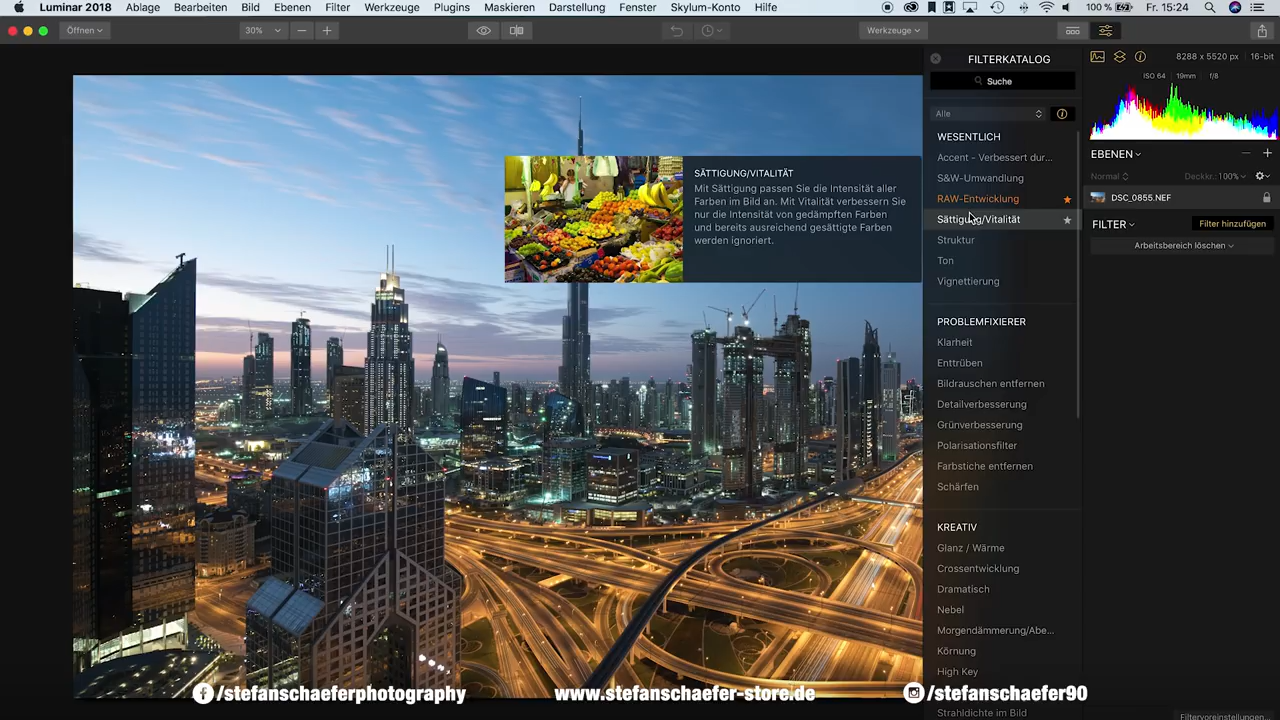 Luminar 2018 Ablage Bearbeiten Bild Ebenen Filter Werkzeuge Plugins Maskieren Darstellung Fenster Skylum-Konto Hilfe 100 % Fr. 15:24
Öffnen 30% Werkzeuge
FILTERKATALOG
Suche
Alle
WESENTLICH
Accent - Verbessert dur...
S&W-Umwandlung
RAW-Entwicklung
Sättigung/Vitalität
Struktur
Ton
Vignettierung
PROBLEMFIXIERER
Klarheit
Enttrüben
Bildrauschen entfernen
Detailverbesserung
Grünverbesserung
Polarisationsfilter
Farbstiche entfernen
Schärfen
KREATIV
Glanz / Wärme
Crossentwicklung
Dramatisch
Nebel
Morgendämmerung/Abe...
Körnung
High Key
Strahldichte im Bild
SÄTTIGUNG/VITALITÄT
Mit Sättigung passen Sie die Intensität aller
Farben im Bild an. Mit Vitalität verbessern Sie
nur die Intensität von gedämpften Farben
und bereits ausreichend gesättigte Farbe
werden ignoriert.
8288 x 5520 px 16-bit
ISO 64 19mm f/8
EBENEN
Normal Deckkr.: 100%
DSC_0855.NEF
FILTER Filter hinzufügen
Arbeitsbereich löschen
Filtervoreinstellungen...
/stefanschaeferphotography www.stefanschaefer-store.de /stefanschaefer90